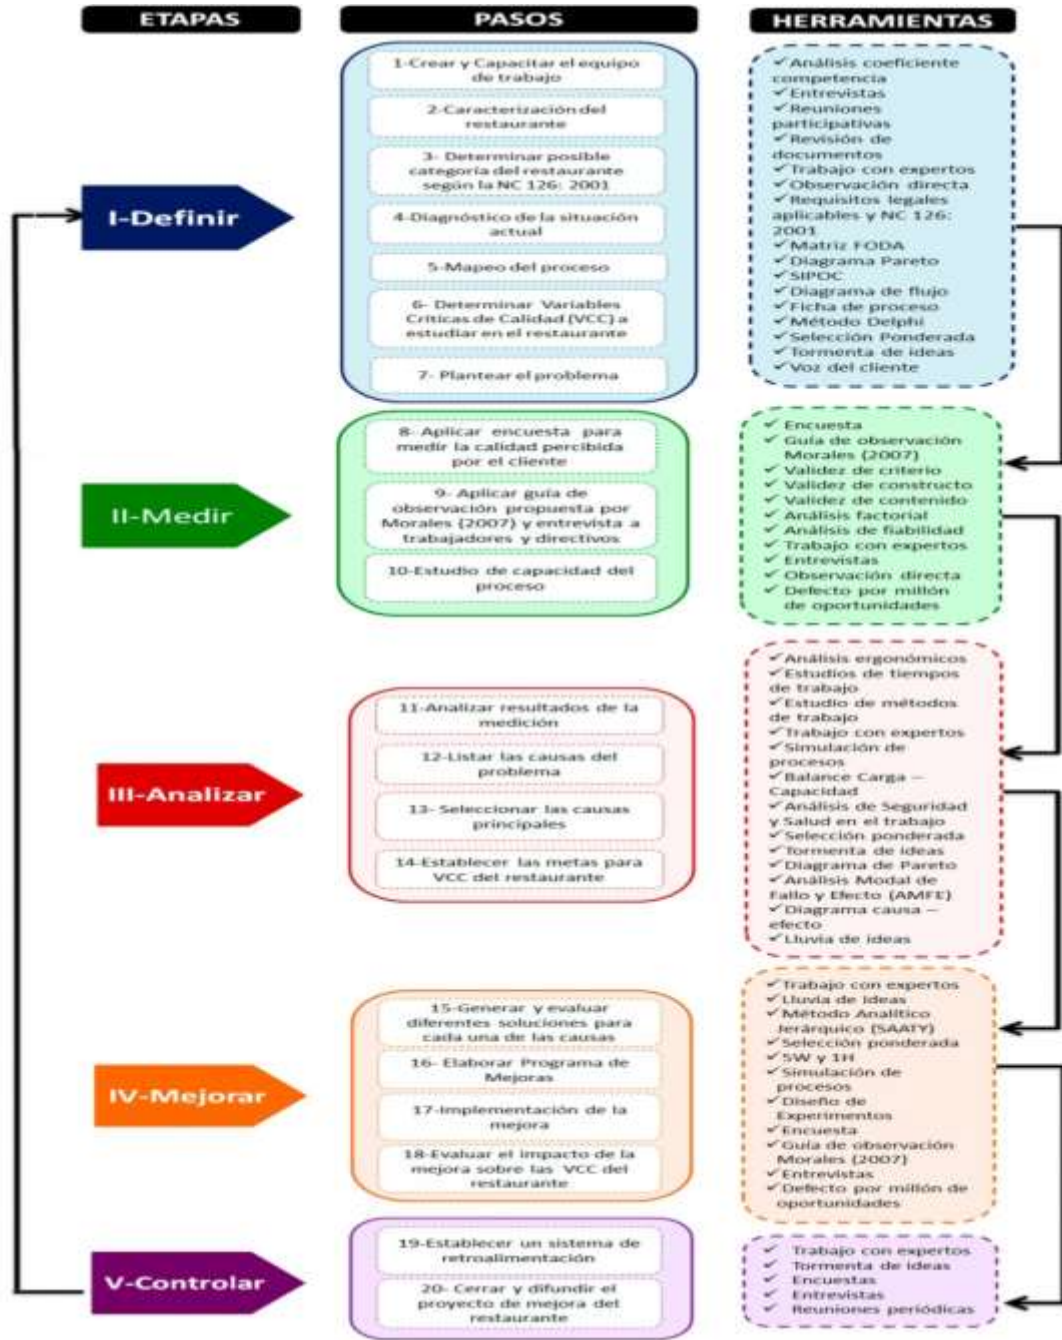 ETAPAS
PASOS
HERRAMIENTAS
I-Definir
1-Crear y Capacitar el equipo
de trabajo
2-Caracterización del
restaurante
3- Determinar posible
categoría del restaurante
según la NC 126: 2001
4-Diagnóstico de la situación
actual
5-Mapeo del proceso
6- Determinar Variables
Críticas de Calidad (VCC) a
estudiar en el restaurante
7- Plantear el problema
✓Análisis coeficiente
competencia
✓Entrevistas
✓Reuniones
participativas
✓Revisión de
documentos
✓Trabajo con expertos
✓Observación directa
✓Requisitos legales
aplicables y NC 126:
2001
✓Matriz FODA
✓Diagrama Pareto
✓SIPOC
✓Diagrama de flujo
✓Ficha de proceso
✓Método Delphi
✓Selección Ponderada
✓Tormenta de ideas
✓Voz del cliente
II-Medir
8- Aplicar encuesta para
medir la calidad percibida
por el cliente
9- Aplicar guía de
observación propuesta por
Morales (2007) y entrevista a
trabajadores y directivos
10-Estudio de capacidad del
proceso
✓ Encuesta
✓ Guía de observación
Morales (2007)
✓ Validez de criterio
✓ Validez de constructo
✓ Validez de contenido
✓ Análisis factorial
✓ Análisis de fiabilidad
✓ Trabajo con expertos
✓ Entrevistas
✓ Observación directa
✓ Defecto por millón
de oportunidades
III-Analizar
11-Analizar resultados de la
medición
12-Listar las causas del
problema
13- Seleccionar las causas
principales
14-Establecer las metas para
VCC del restaurante
✓Análisis ergonómicos
✓Estudios de tiempos
de trabajo
✓Estudio de métodos
de trabajo
✓Trabajo con expertos
✓Simulación de
procesos
✓Balance Carga –
Capacidad
✓Análisis de Seguridad
y Salud en el trabajo
✓Selección ponderada
✓Tormenta de ideas
✓Diagrama de Pareto
✓Análisis Modal de
Fallo y Efecto (AMFE)
✓Diagrama causa –
efecto
✓Lluvia de ideas
IV-Mejorar
15-Generar y evaluar
diferentes soluciones para
cada una de las causas
16- Elaborar Programa de
Mejoras
17-Implementación de la
mejora
18-Evaluar el impacto de la
mejora sobre las VCC del
restaurante
✓Trabajo con expertos
✓Lluvia de ideas
✓Método Analítico
Jerárquico (SAATY)
✓Selección ponderada
✓5W y 1H
✓Simulación de
procesos
✓Diseño de
Experimentos
✓Encuesta
✓Guía de observación
Morales (2007)
✓Entrevistas
✓Defecto por millón de
oportunidades
V-Controlar
19-Establecer un sistema de
retroalimentación
20- Cerrar y difundir el
proyecto de mejora del
restaurante
✓ Trabajo con expertos
✓ Tormenta de ideas
✓ Encuestas
✓ Entrevistas
✓ Reuniones periódicas